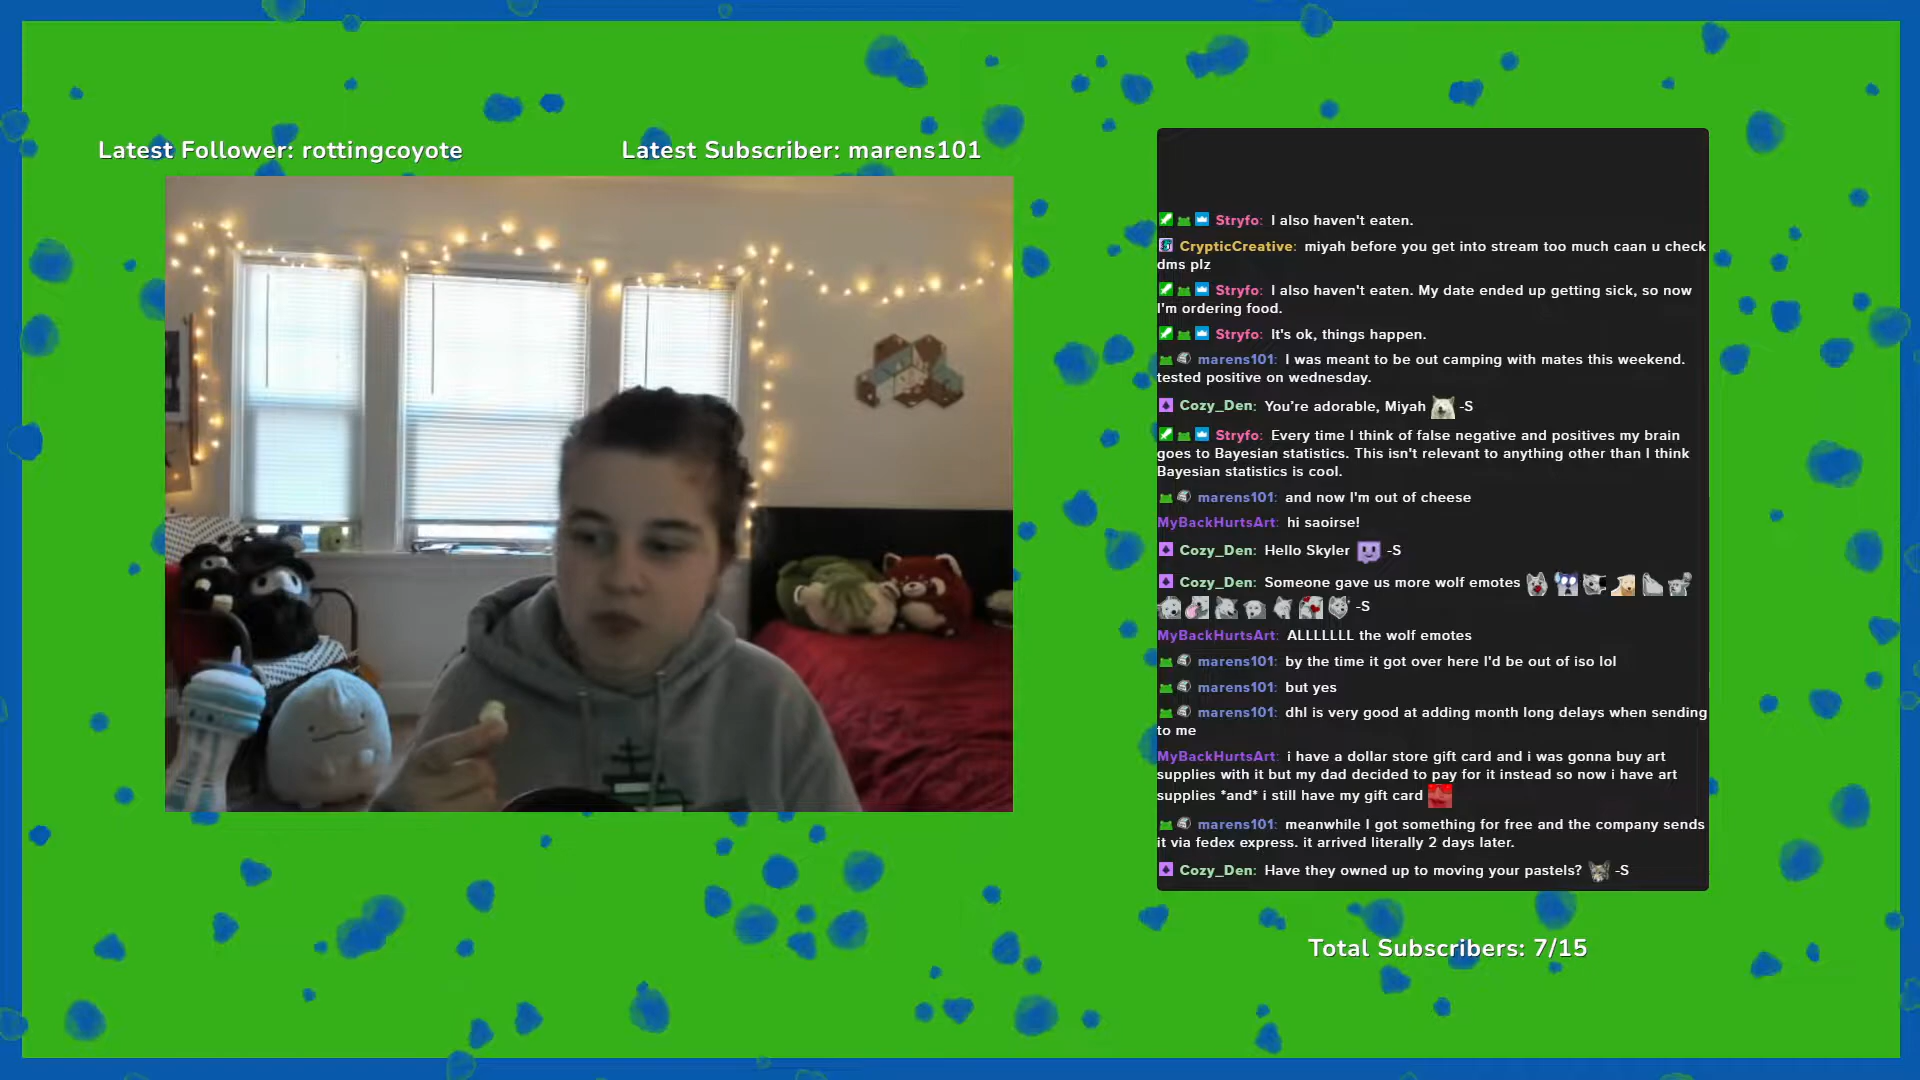 Latest Follower: rottingcoyote
Latest Subscriber: marens101
Stryfo: I also haven't eaten.
CrypticCreative: miyah before you get into stream too much caan u check
dms plz
Stryfo: I also haven't eaten. My date ended up getting sick, so now
I'm ordering food.
Stryfo: It's ok, things happen.
marens101: I was meant to be out camping with mates this weekend.
tested positive on wednesday.
Cozy_Den: You're adorable, Miyah -S
Stryfo: Every time I think of false negative and positives my brain
goes to Bayesian statistics. This isn't relevant to anything other than I think
Bayesian statistics is cool.
marens101: and now I'm out of cheese
MyBackHurtsArt: hi saoirse!
Cozy_Den: Hello Skyler -S
Cozy_Den: Someone gave us more wolf emotes
-S
MyBackHurtsArt: ALLLLLLL the wolf emotes
marens101: by the time it got over here I'd be out of iso lol
marens101: but yes
marens101: dhl is very good at adding month long delays when sending
to me
MyBackHurtsArt: i have a dollar store gift card and i was gonna buy art
supplies with it but my dad decided to pay for it instead so now i have art
supplies *and* i still have my gift card
marens101: meanwhile I got something for free and the company sends
it via fedex express. it arrived literally 2 days later.
Cozy_Den: Have they owned up to moving your pastels? -S
Total Subscribers: 7/15